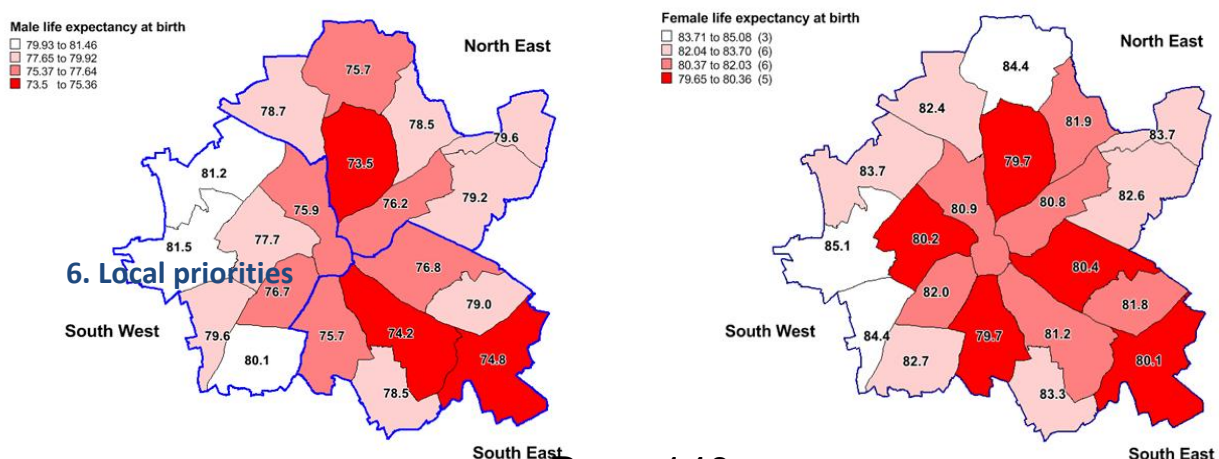 Male life expectancy at birth
79.93 to 81.46
77.65 to 79.92
75.37 to 77.64
73.5 to 75.36
North East
75.7
78.7
78.5
79.6
73.5
81.2
79.2
76.2
75.9
77.7
81.5
76.8
6. Local priorities
76.7
79.0
South West
79.6
75.7
74.2
74.8
80.1
78.5
South East
Female life expectancy at birth
83.71 to 85.08 (3)
82.04 to 83.70 (6)
80.37 to 82.03 (6)
79.65 to 80.36 (5)
North East
84.4
82.4
81.9
83.7
79.7
83.7
82.6
80.8
80.9
80.2
85.1
80.4
82.0
81.8
South West
84.4
79.7
81.2
82.7
80.1
83.3
South East